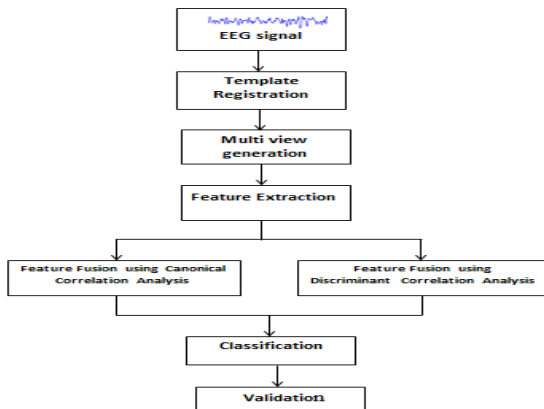 EEG signal
Template
Registration
Multi view
generation
Feature Extraction
Feature Fusion using Canonical
Correlation Analysis
Feature Fusion using
Discriminant Correlation Analysis
Classification
Validation